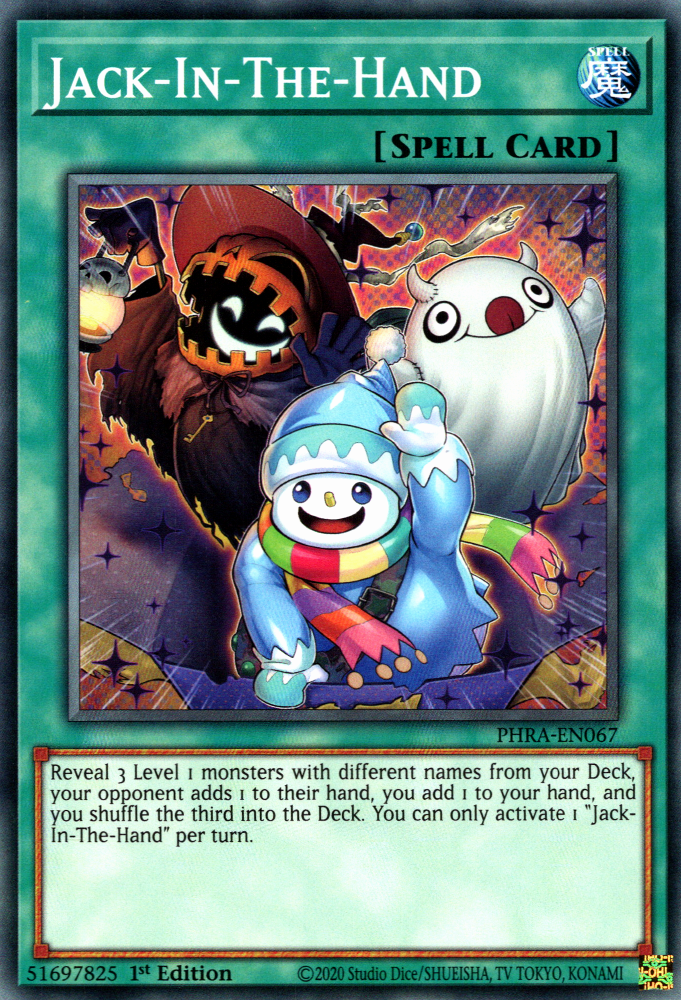 JACK-IN-THE-HAND
SPELL
魔
[SPELL CARD]
PHRA-EN067
Reveal 3 Level 1 monsters with different names from your Deck,
your opponent adds 1 to their hand, you add 1 to your hand, and
you shuffle the third into the Deck. You can only activate 1 “Jack-
In-The-Hand” per turn.
51697825 1st Edition ©2020 Studio Dice/SHUEISHA, TV TOKYO, KONAMI